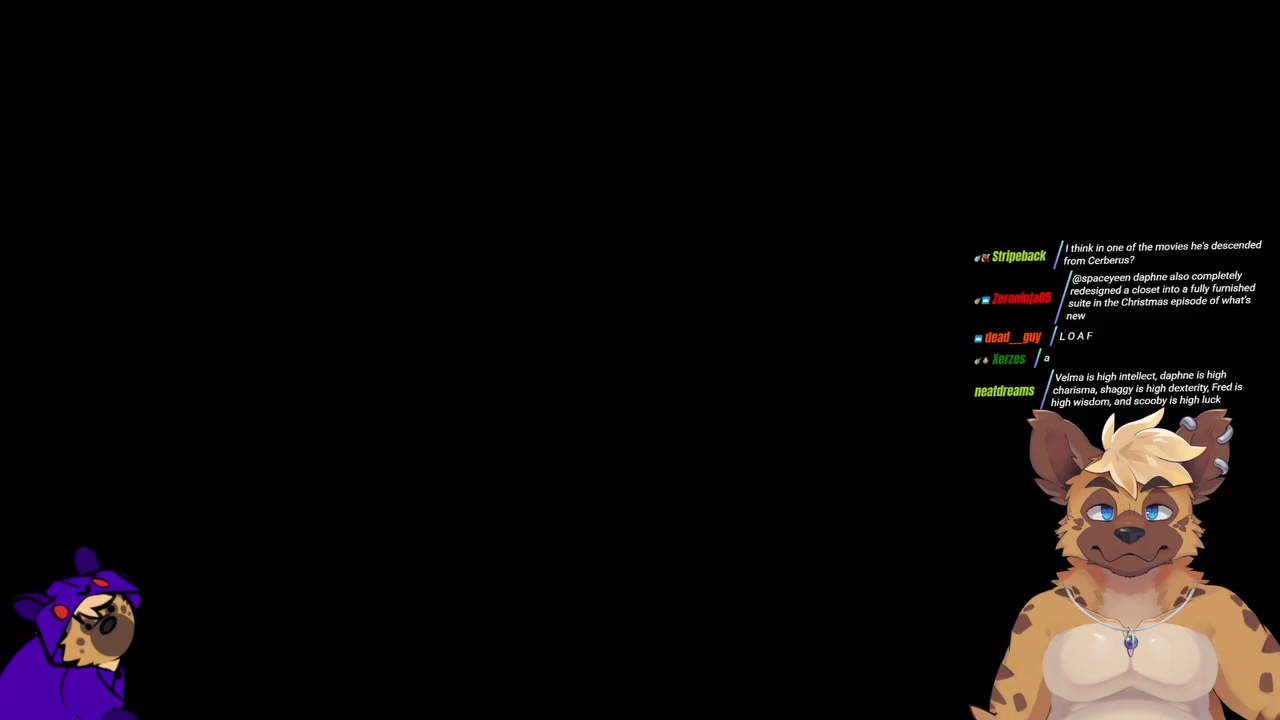 Stripeback I think in one of the movies he's descended
from Cerberus?
@spaceyeen daphne also completely
Zeroninja05 redesigned a closet into a fully furnished
suite in the Christmas episode of what's
new
dead__guy L O A F
Xerzes a
Velma is high intellect, daphne is high
neatdreams charisma, shaggy is high dexterity, Fred is
high wisdom, and scooby is high luck